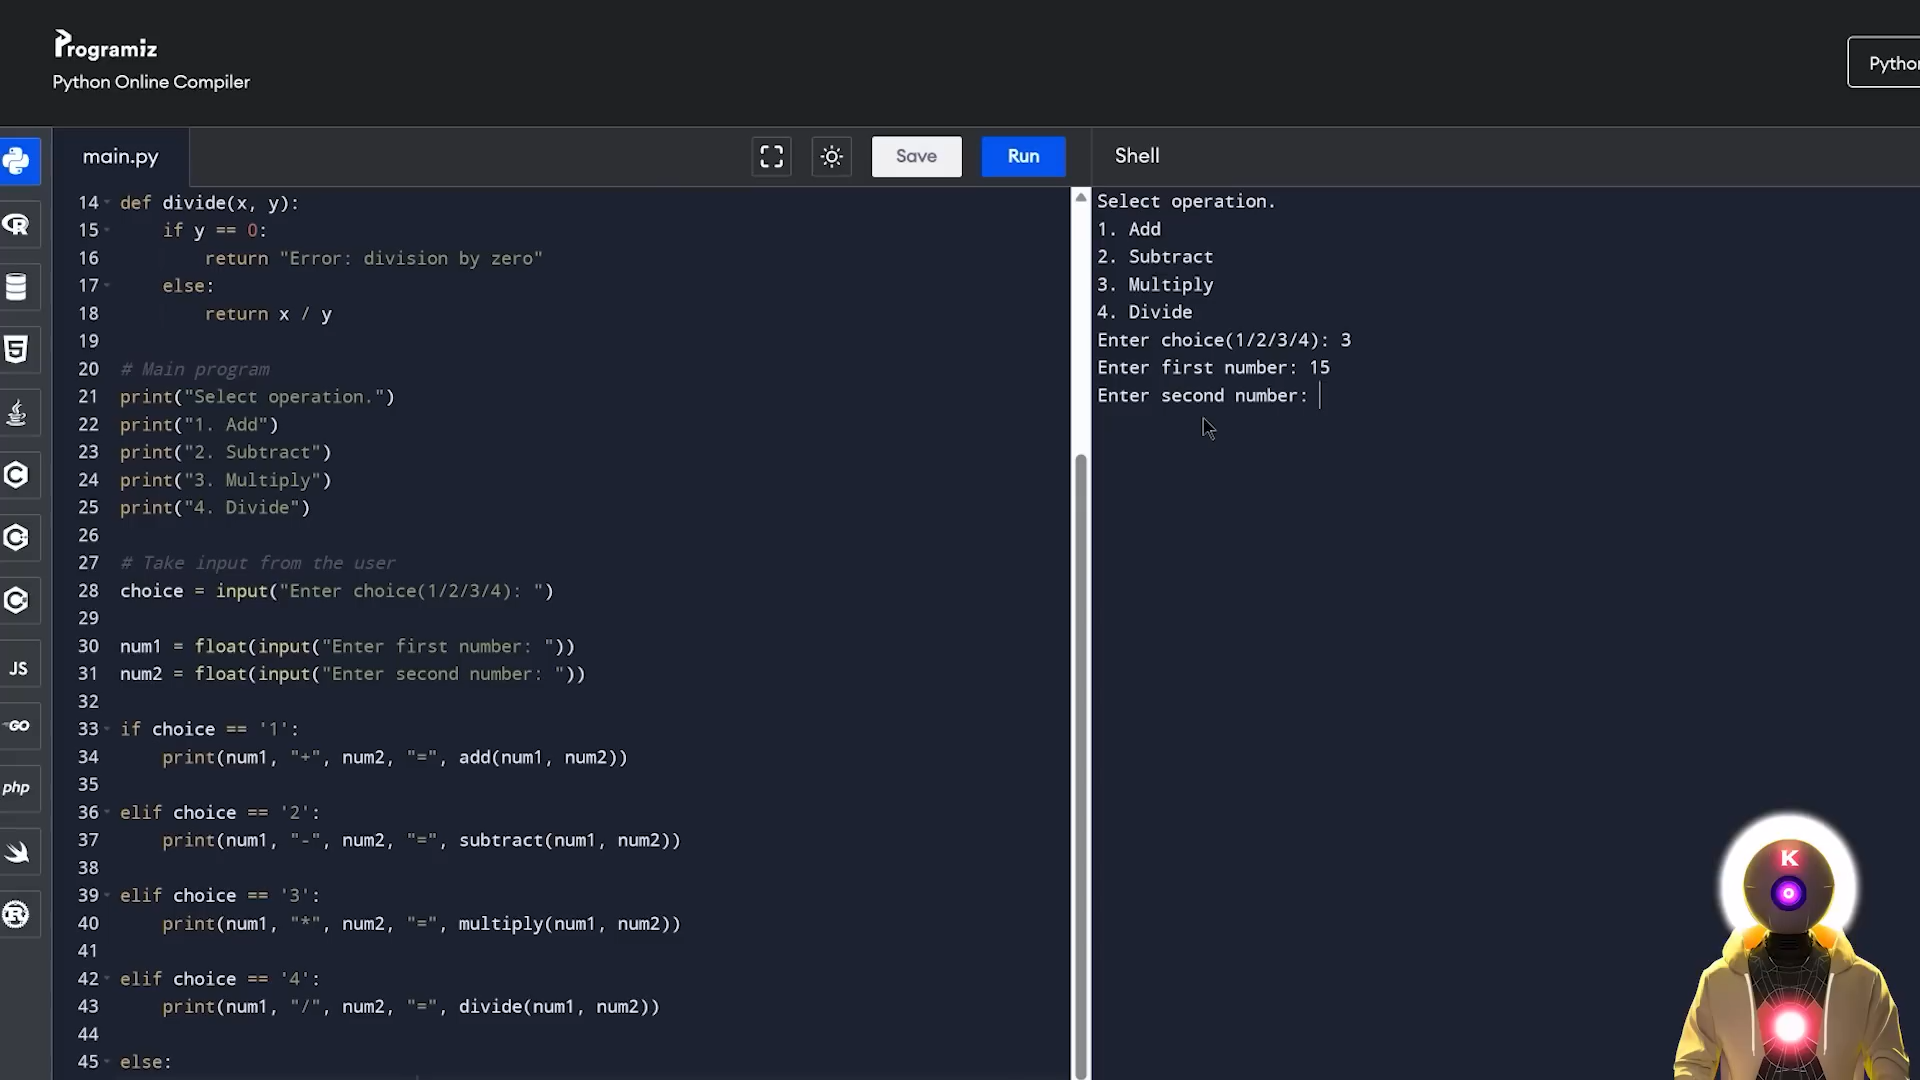 Programiz
Python Online Compiler
main.py
Save
Run
Shell
14 def divide(x, y):
15     if y == 0:
16         return "Error: division by zero"
17     else:
18         return x / y
19
20 # Main program
21 print("Select operation.")
22 print("1. Add")
23 print("2. Subtract")
24 print("3. Multiply")
25 print("4. Divide")
26
27 # Take input from the user
28 choice = input("Enter choice(1/2/3/4): ")
29
30 num1 = float(input("Enter first number: "))
31 num2 = float(input("Enter second number: "))
32
33 if choice == '1':
34     print(num1, "+", num2, "=", add(num1, num2))
35
36 elif choice == '2':
37     print(num1, "-", num2, "=", subtract(num1, num2))
38
39 elif choice == '3':
40     print(num1, "*", num2, "=", multiply(num1, num2))
41
42 elif choice == '4':
43     print(num1, "/", num2, "=", divide(num1, num2))
44
45 else:
Select operation.
1. Add
2. Subtract
3. Multiply
4. Divide
Enter choice(1/2/3/4): 3
Enter first number: 15
Enter second number:
R
5
C
C
C
JS
GO
php
R
K